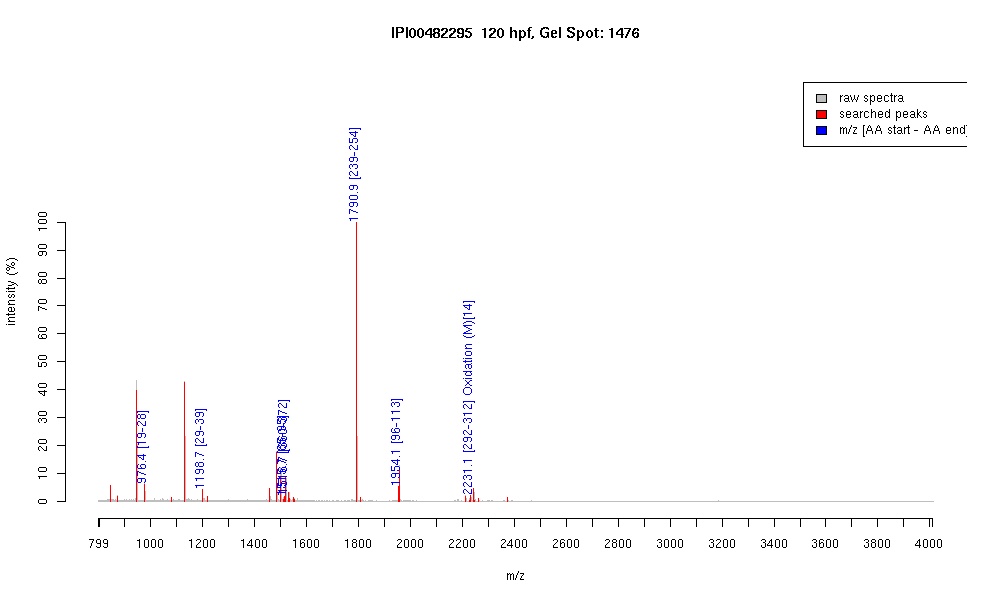 IPI00482295 120 hpf, Gel Spot: 1476
raw spectra
searched peaks
m/z [AA start - AA end]
1790.9 [239-254]
2231.1 [292-312] Oxidation (M)[14]
1954.1 [96-113]
1198.7 [29-39]
976.4 [19-28]
intensity (%)
100
90
80
70
60
50
40
30
20
10
0
799 1000 1200 1400 1600 1800 2000 2200 2400 2600 2800 3000 3200 3400 3600 3800 4000
m/z